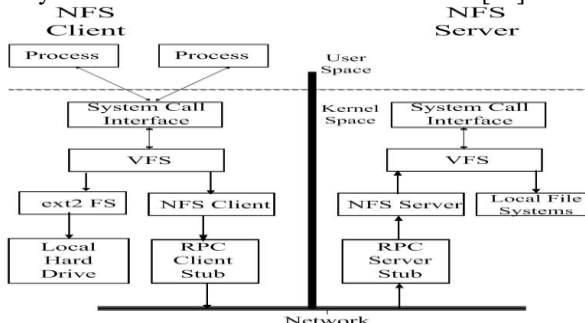 NFS
Client
NFS
Server
Process
Process
User
Space
System Call
Interface
Kernel
Space
System Call
Interface
VFS
VFS
ext2 FS
NFS Client
NFS Server
Local File
Systems
Local
Hard
Drive
RPC
Client
Stub
RPC
Server
Stub
Network